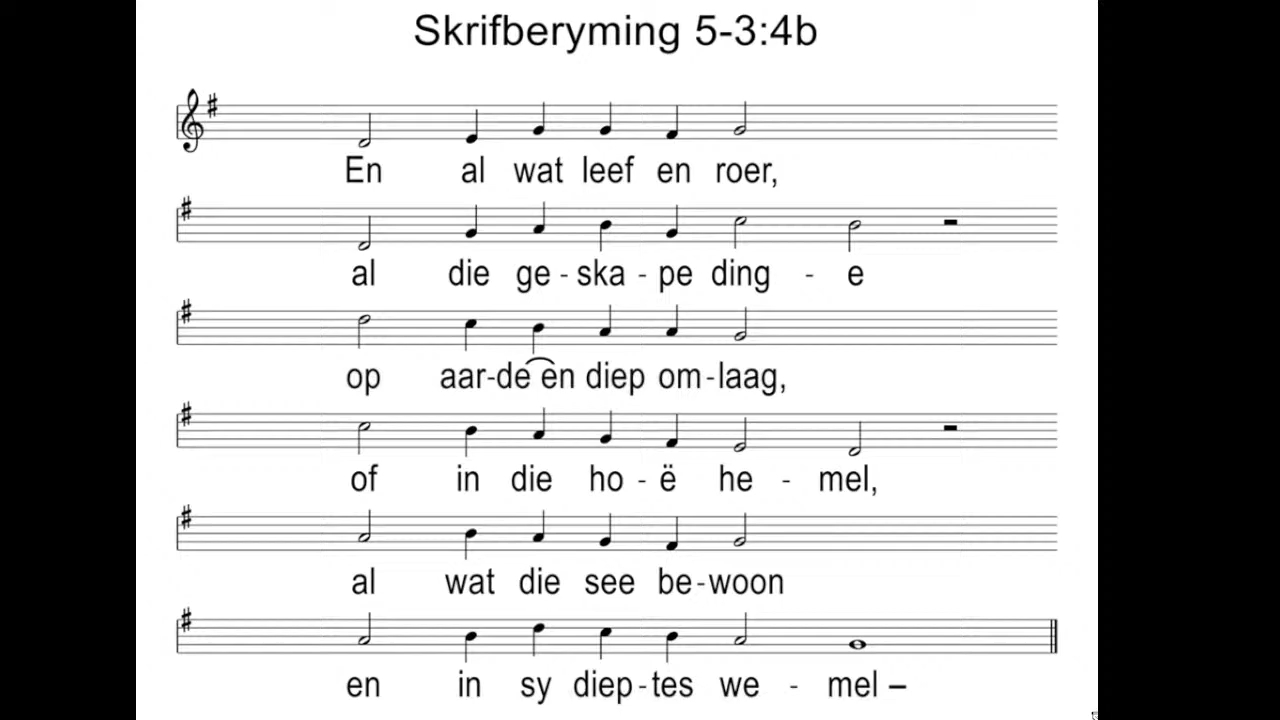 Skrifberyming 5-3:4b
En al wat leef en roer,
al die ge - ska - pe ding - e
op aar-de en diep om-laag,
of in die ho - ë he - mel,
al wat die see be-woon
en in sy diep-tes we - mel –